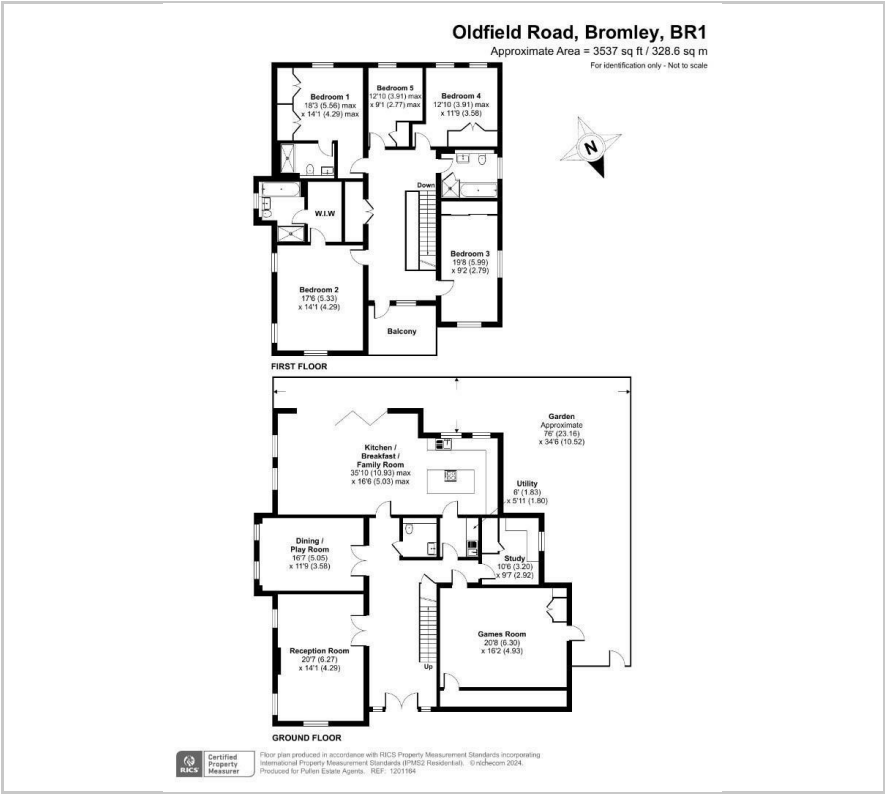 Oldfield Road, Bromley, BR1
Approximate Area = 3537 sq ft / 328.6 sq m
For identification only - Not to scale
Bedroom 1
18'3 (5.56) max
x 14'1 (4.29) max
Bedroom 5
12'10 (3.91) max
x 9'1 (2.77) max
Bedroom 4
12'10 (3.91) max
x 11'9 (3.58)
N
Down
W.I.W
Bedroom 3
19'8 (5.99)
x 9'2 (2.79)
Bedroom 2
17'6 (5.33)
x 14'1 (4.29)
Balcony
FIRST FLOOR
Garden
Approximate
76' (23.16)
x 34'6 (10.52)
Kitchen /
Breakfast /
Family Room
35'10 (10.93) max
x 16'6 (5.03) max
Utility
6' (1.83)
x 5'11 (1.80)
Dining /
Play Room
16'7 (5.05)
x 11'9 (3.58)
Study
10'6 (3.20)
x 9'7 (2.92)
Games Room
20'8 (6.30)
x 16'2 (4.93)
Reception Room
20'7 (6.27)
x 14'1 (4.29)
Up
GROUND FLOOR
RICS
Certified
Property
Measurer
Floor plan produced in accordance with RICS Property Measurement Standards incorporating
International Property Measurement Standards (IPMS2 Residential). © nichecom 2024.
Produced for Pullen Estate Agents. REF: 1201164